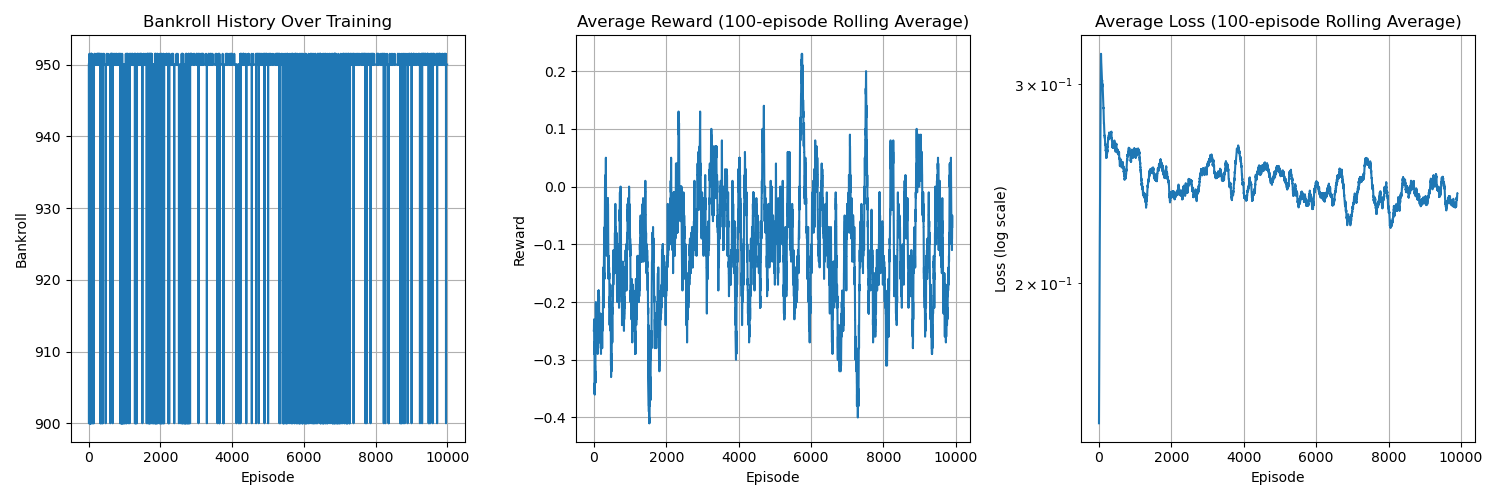 Bankroll History Over Training
950
940
930
920
910
900
Bankroll
0 2000 4000 6000 8000 10000
Episode
Average Reward (100-episode Rolling Average)
0.2
0.1
0.0
−0.1
−0.2
−0.3
−0.4
Reward
0 2000 4000 6000 8000 10000
Episode
Average Loss (100-episode Rolling Average)
3 × 10⁻¹
2 × 10⁻¹
Loss (log scale)
0 2000 4000 6000 8000 10000
Episode